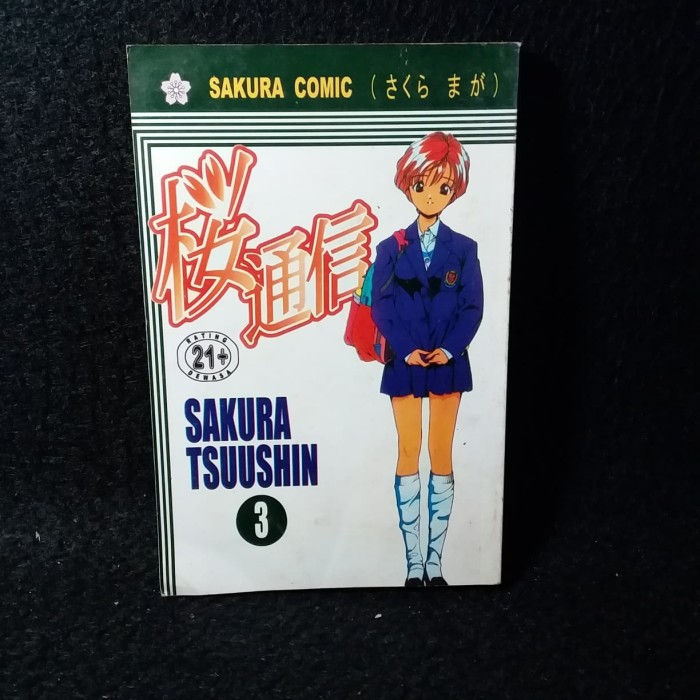 SAKURA COMIC (さくら まが)
桜通信
RATING
21+
DEWASA
SAKURA
TSUUSHIN
3